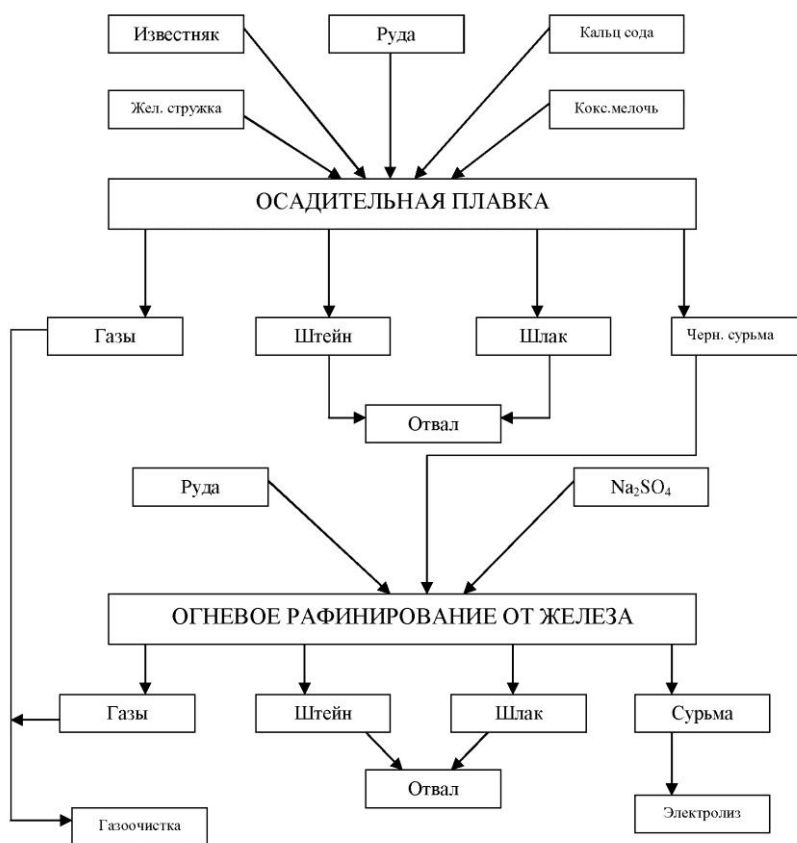 Известняк
Руда
Кальц сода
Жел. стружка
Кокс.мелочь
ОСАДИТЕЛЬНАЯ ПЛАВКА
Газы
Штейн
Шлак
Черн. сурьма
Отвал
Руда
Na₂SO₄
ОГНЕВОЕ РАФИНИРОВАНИЕ ОТ ЖЕЛЕЗА
Газы
Штейн
Шлак
Сурьма
Отвал
Электролиз
Газоочистка